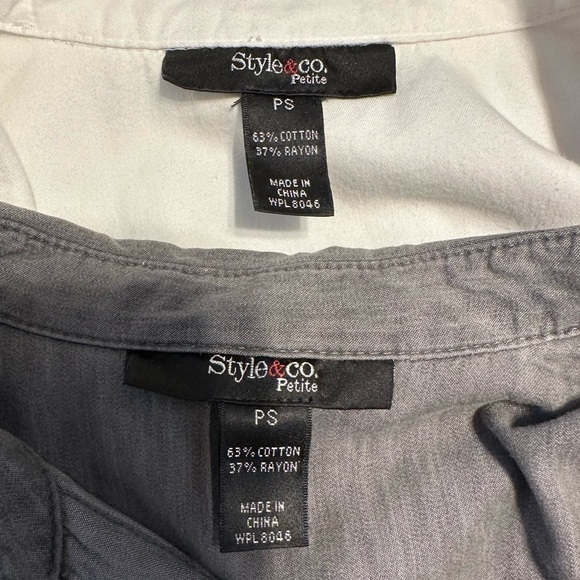 Style&co.
Petite
PS
63% COTTON
37% RAYON
MADE IN
CHINA
WPL8046
Style&co.
Petite
PS
63% COTTON
37% RAYON
MADE IN
CHINA
WPL8046